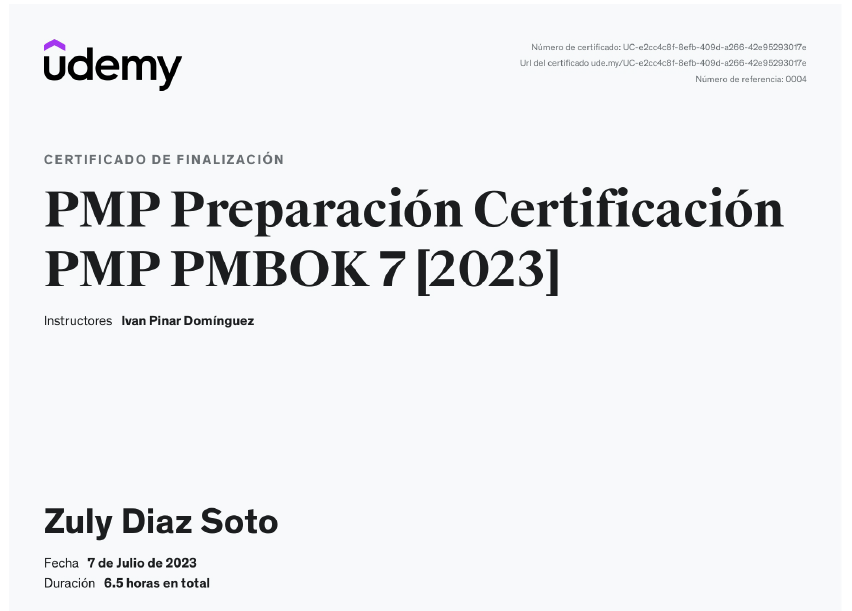 udemy
Número de certificado: UC-e2cc4c8f-8efb-409d-a266-42e95293017e
Url del certificado ude.my/UC-e2cc4c8f-8efb-409d-a266-42e95293017e
Número de referencia: 0004
CERTIFICADO DE FINALIZACIÓN
PMP Preparación Certificación
PMP PMBOK 7 [2023]
Instructores Ivan Pinar Domínguez
Zuly Diaz Soto
Fecha 7 de Julio de 2023
Duración 6.5 horas en total